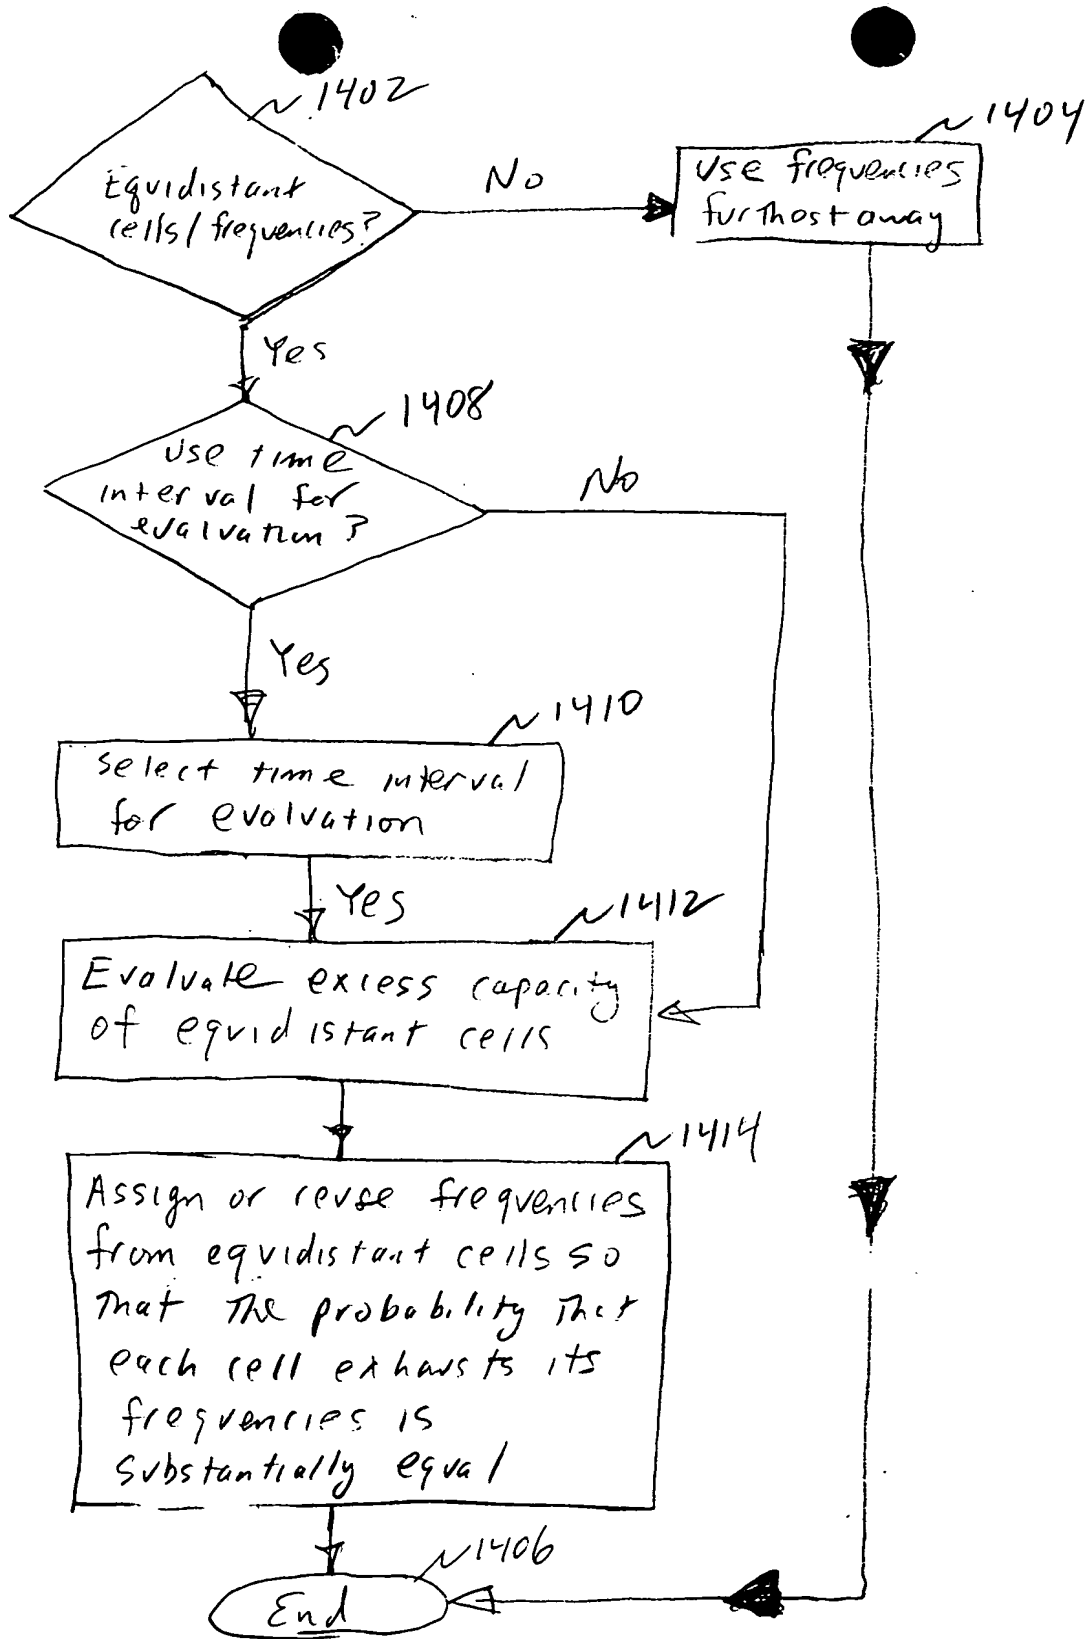 1402
Equidistant
cells/frequencies?
No
1404
Use frequencies
furthost away
Yes
1408
Use time
interval for
evaluation?
No
Yes
1410
Select time interval
for evaluation
Yes
1412
Evaluate excess capacity
of equidistant cells
1414
Assign or reuse frequencies
from equidistant cells so
that the probability that
each cell exhausts its
frequencies is
substantially equal
1406
End